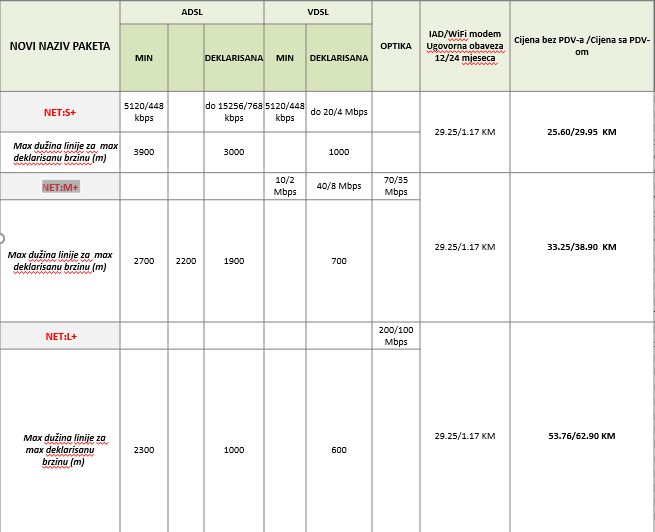 NOVI NAZIV PAKETA
ADSL
VDSL
OPTIKA
IAD/WiFi modem
Ugovorna obaveza
12/24 mjeseca
Cijena bez PDV-a /Cijena sa PDV-
om
MIN
DEKLARISANA
MIN
DEKLARISANA
NET:S+
5120/448
kbps
do 15256/768
kbps
5120/448
kbps
do 20/4 Mbps
29.25/1.17 KM
25.60/29.95 KM
Max dužina linije za max
deklarisanu brzinu (m)
3900
3000
1000
NET:M+
10/2
Mbps
40/8 Mbps
70/35
Mbps
29.25/1.17 KM
33.25/38.90 KM
Max dužina linije za max
deklarisanu brzinu (m)
2700
2200
1900
700
NET:L+
200/100
Mbps
29.25/1.17 KM
53.76/62.90 KM
Max dužina linije za
max deklarisanu
brzinu (m)
2300
1000
600